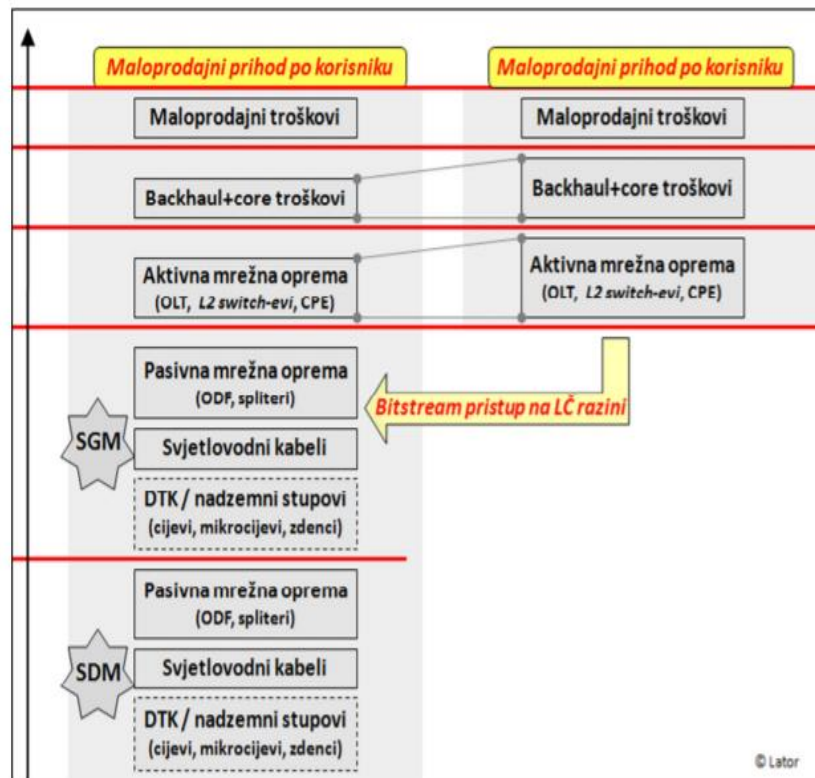 Maloprodajni prihod po korisniku
Maloprodajni prihod po korisniku
Maloprodajni troškovi
Maloprodajni troškovi
Backhaul+core troškovi
Backhaul+core troškovi
Aktivna mrežna oprema
(OLT, L2 switch-evi, CPE)
Aktivna mrežna oprema
(OLT, L2 switch-evi, CPE)
Pasivna mrežna oprema
(ODF, spliteri)
Bitstream pristup na LČ razini
SGM
Svjetlovodni kabeli
DTK / nadzemni stupovi
(cijevi, mikrocijevi, zdenci)
Pasivna mrežna oprema
(ODF, spliteri)
SDM
Svjetlovodni kabeli
DTK / nadzemni stupovi
(cijevi, mikrocijevi, zdenci)
© Lator